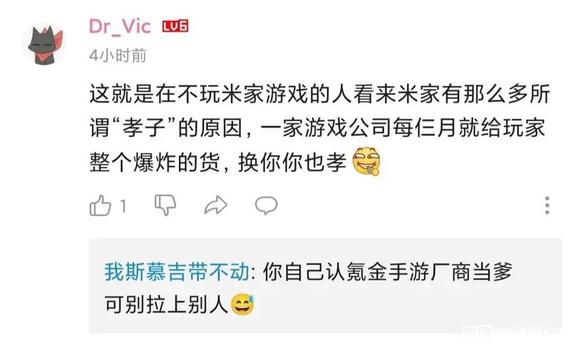 Dr_Vic LV6
4小时前
这就是在不玩米家游戏的人看来米家有那么多所
谓“孝子”的原因，一家游戏公司每仨月就给玩家
整个爆炸的货，换你你也孝
1
我斯慕吉带不动: 你自己认氪金手游厂商当爹
可别拉上别人